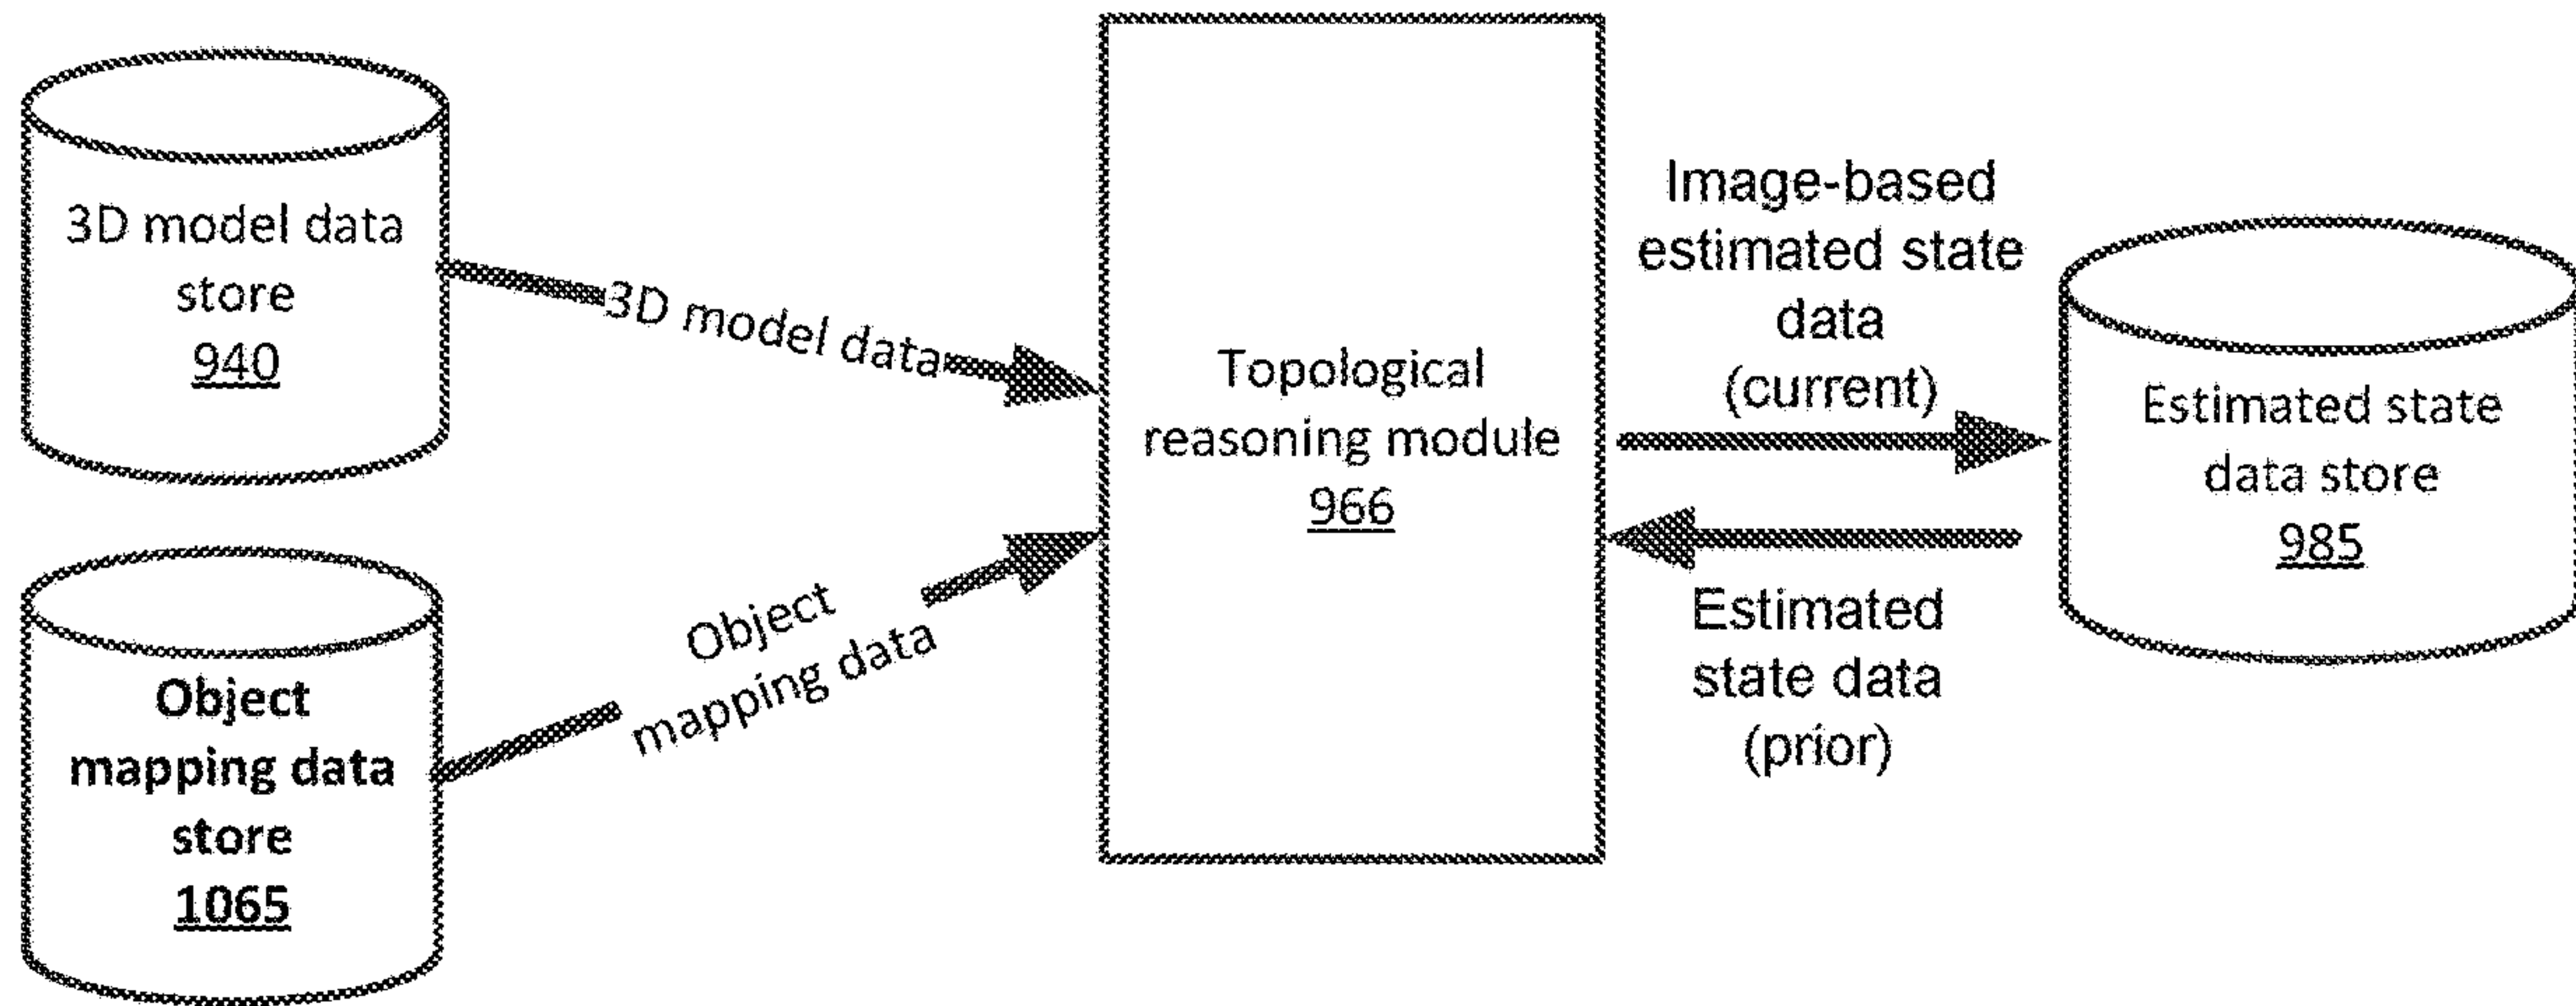 3D model data
store
940
3D model data
Object
mapping data
store
1065
Object
mapping data
Topological
reasoning module
966
Image-based
estimated state
data
(current)
Estimated
state data
(prior)
Estimated state
data store
985